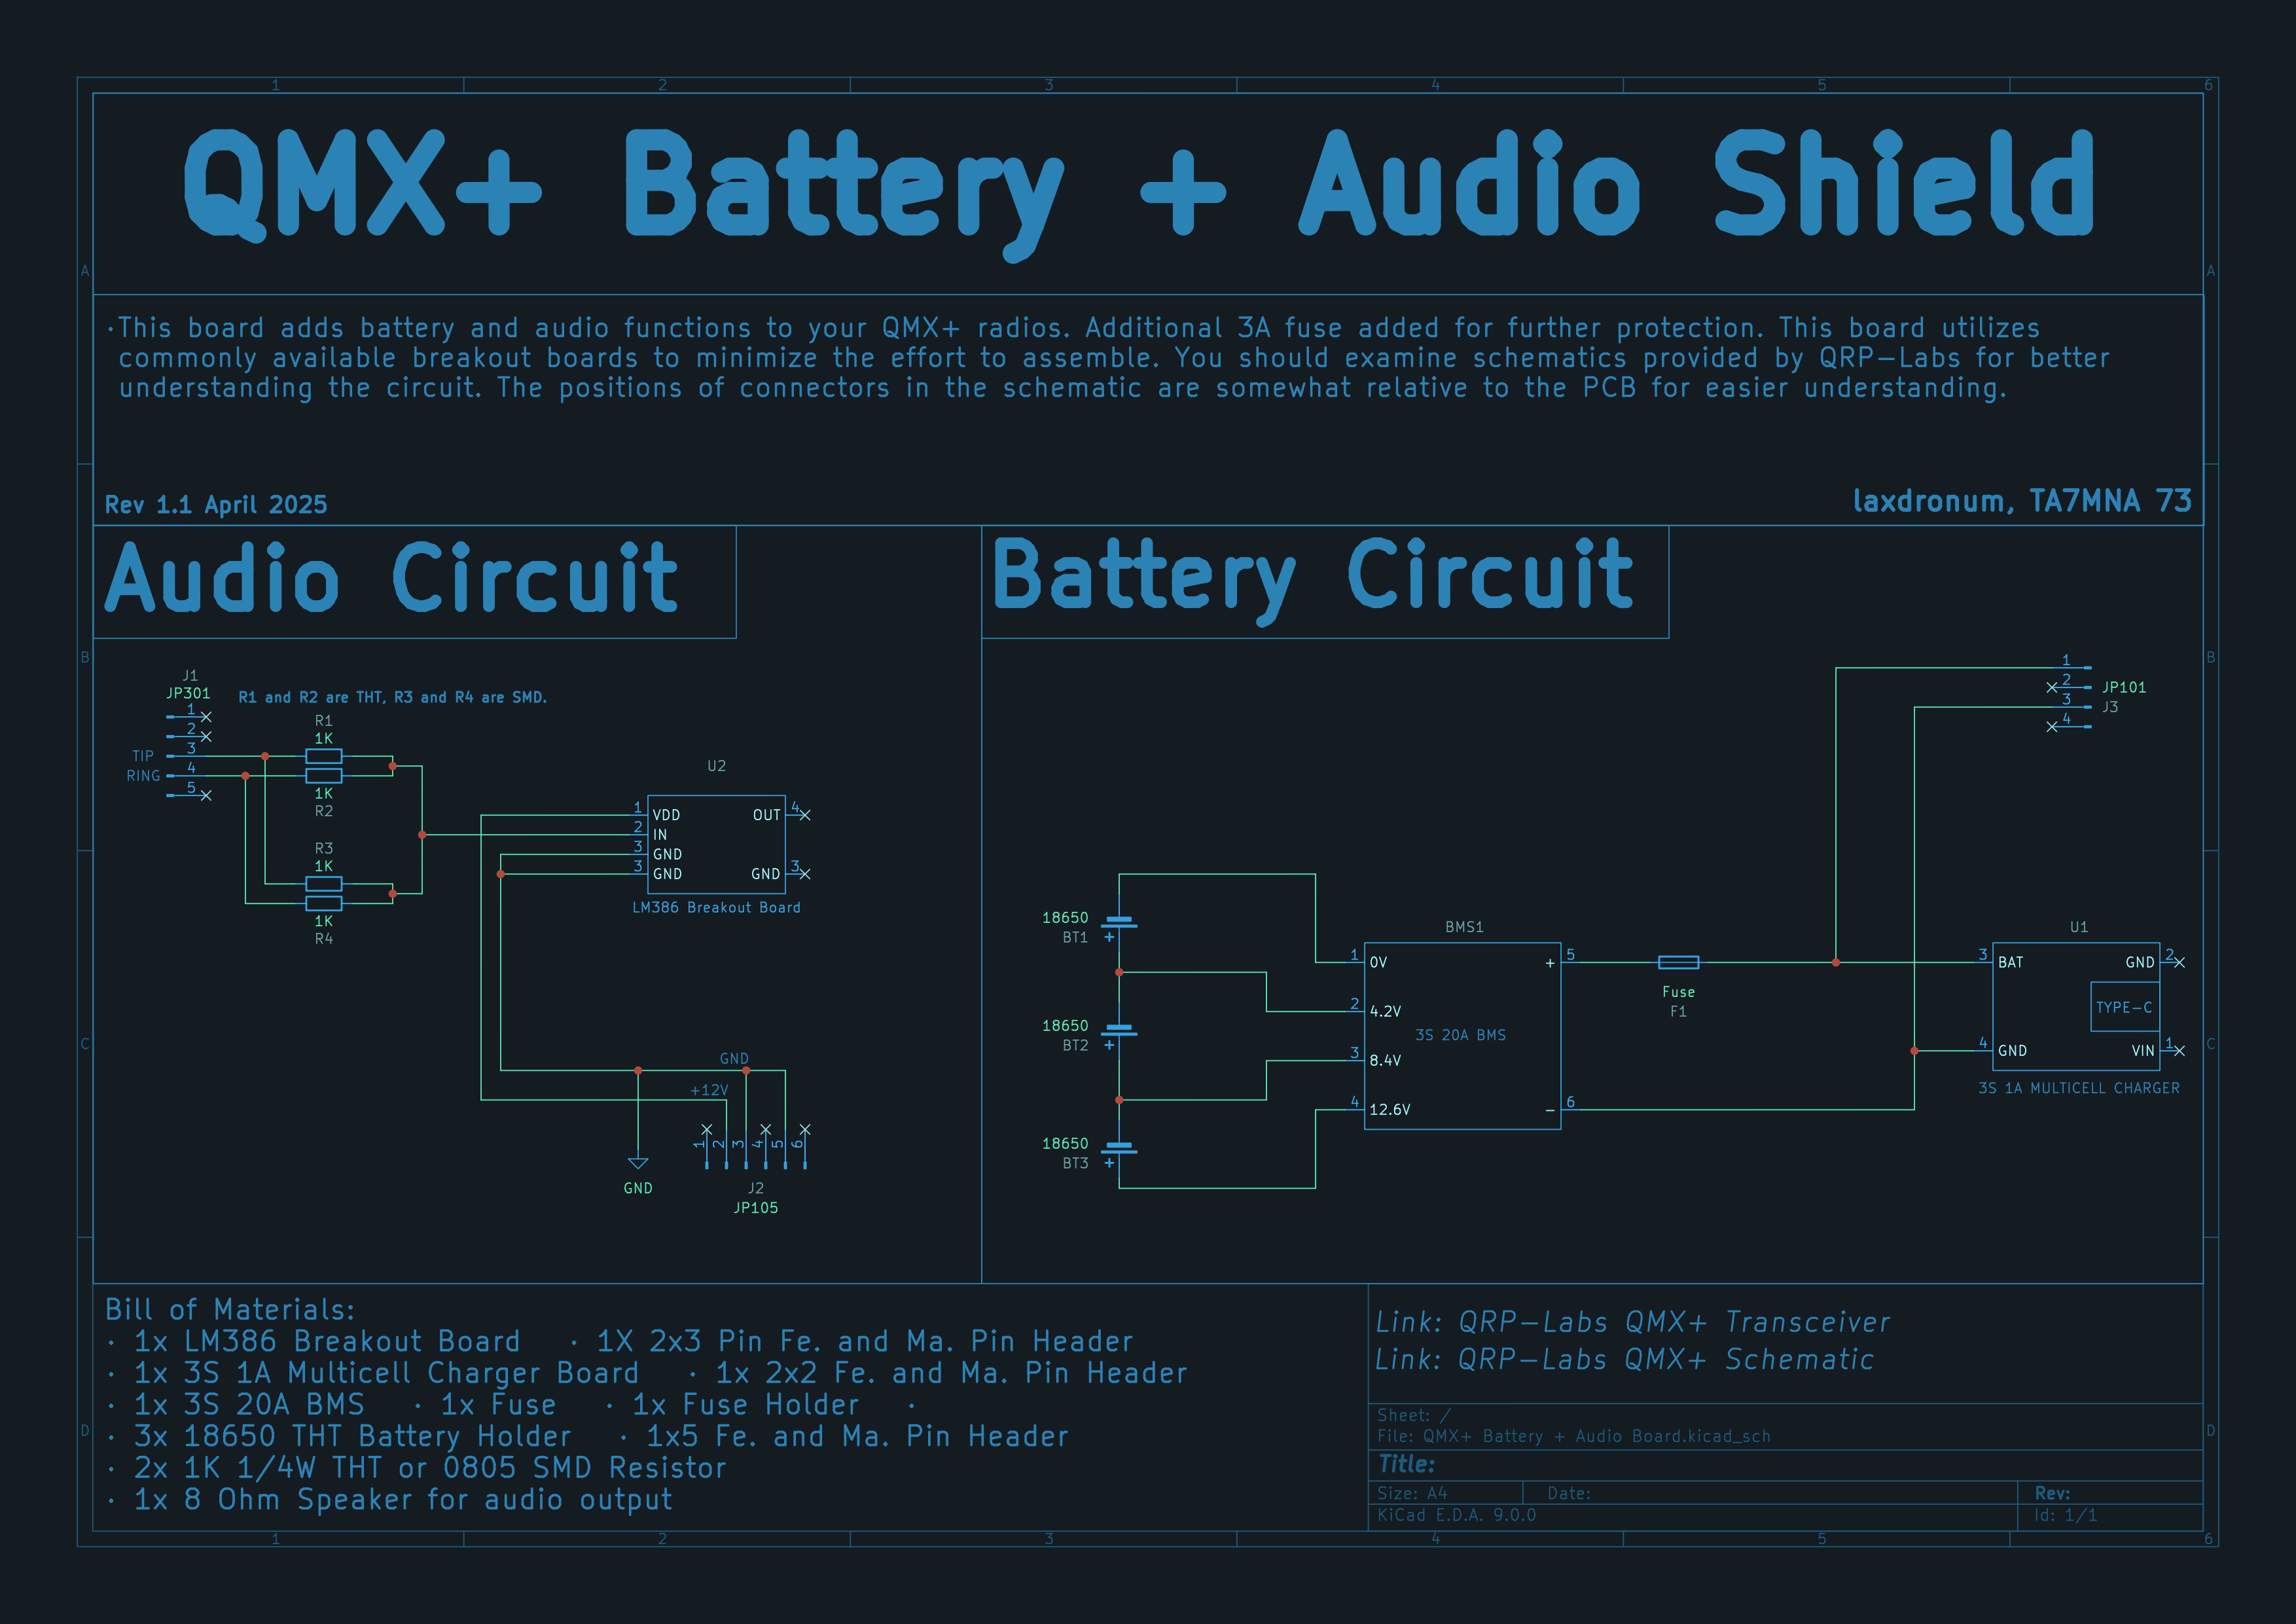 1 2 3 4 5 6
QMX+ Battery + Audio Shield
A A
·This board adds battery and audio functions to your QMX+ radios. Additional 3A fuse added for further protection. This board utilizes
commonly available breakout boards to minimize the effort to assemble. You should examine schematics provided by QRP-Labs for better
understanding the circuit. The positions of connectors in the schematic are somewhat relative to the PCB for easier understanding.
Rev 1.1 April 2025
laxdronum, TA7MNA 73
Audio Circuit
B
J1
JP301
R1 and R2 are THT, R3 and R4 are SMD.
1
2
TIP 3
RING 4
5
R1
1K
1K
R2
R3
1K
1K
R4
U2
1 VDD OUT 4
2 IN
3 GND
3 GND GND 3
LM386 Breakout Board
GND
+12V
1 2 3 4 5 6
GND
J2
JP105
Battery Circuit
B
1
2
3
4
JP101
J3
18650
BT1
+
18650
BT2
+
18650
BT3
+
BMS1
1 0V + 5
2 4.2V
3S 20A BMS
3 8.4V
4 12.6V - 6
Fuse
F1
U1
3 BAT GND 2
TYPE-C
4 GND VIN 1
3S 1A MULTICELL CHARGER
C C
Bill of Materials:
· 1x LM386 Breakout Board · 1X 2x3 Pin Fe. and Ma. Pin Header
· 1x 3S 1A Multicell Charger Board · 1x 2x2 Fe. and Ma. Pin Header
· 1x 3S 20A BMS · 1x Fuse · 1x Fuse Holder ·
· 3x 18650 THT Battery Holder · 1x5 Fe. and Ma. Pin Header
· 2x 1K 1/4W THT or 0805 SMD Resistor
· 1x 8 Ohm Speaker for audio output
D D
Link: QRP-Labs QMX+ Transceiver
Link: QRP-Labs QMX+ Schematic
Sheet: /
File: QMX+ Battery + Audio Board.kicad_sch
Title:
Size: A4 Date: Rev:
KiCad E.D.A. 9.0.0 Id: 1/1
1 2 3 4 5 6